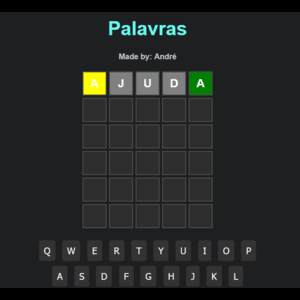 Palavras
Made by: André
A J U D A
Q W E R T Y U I O P
A S D F G H J K L